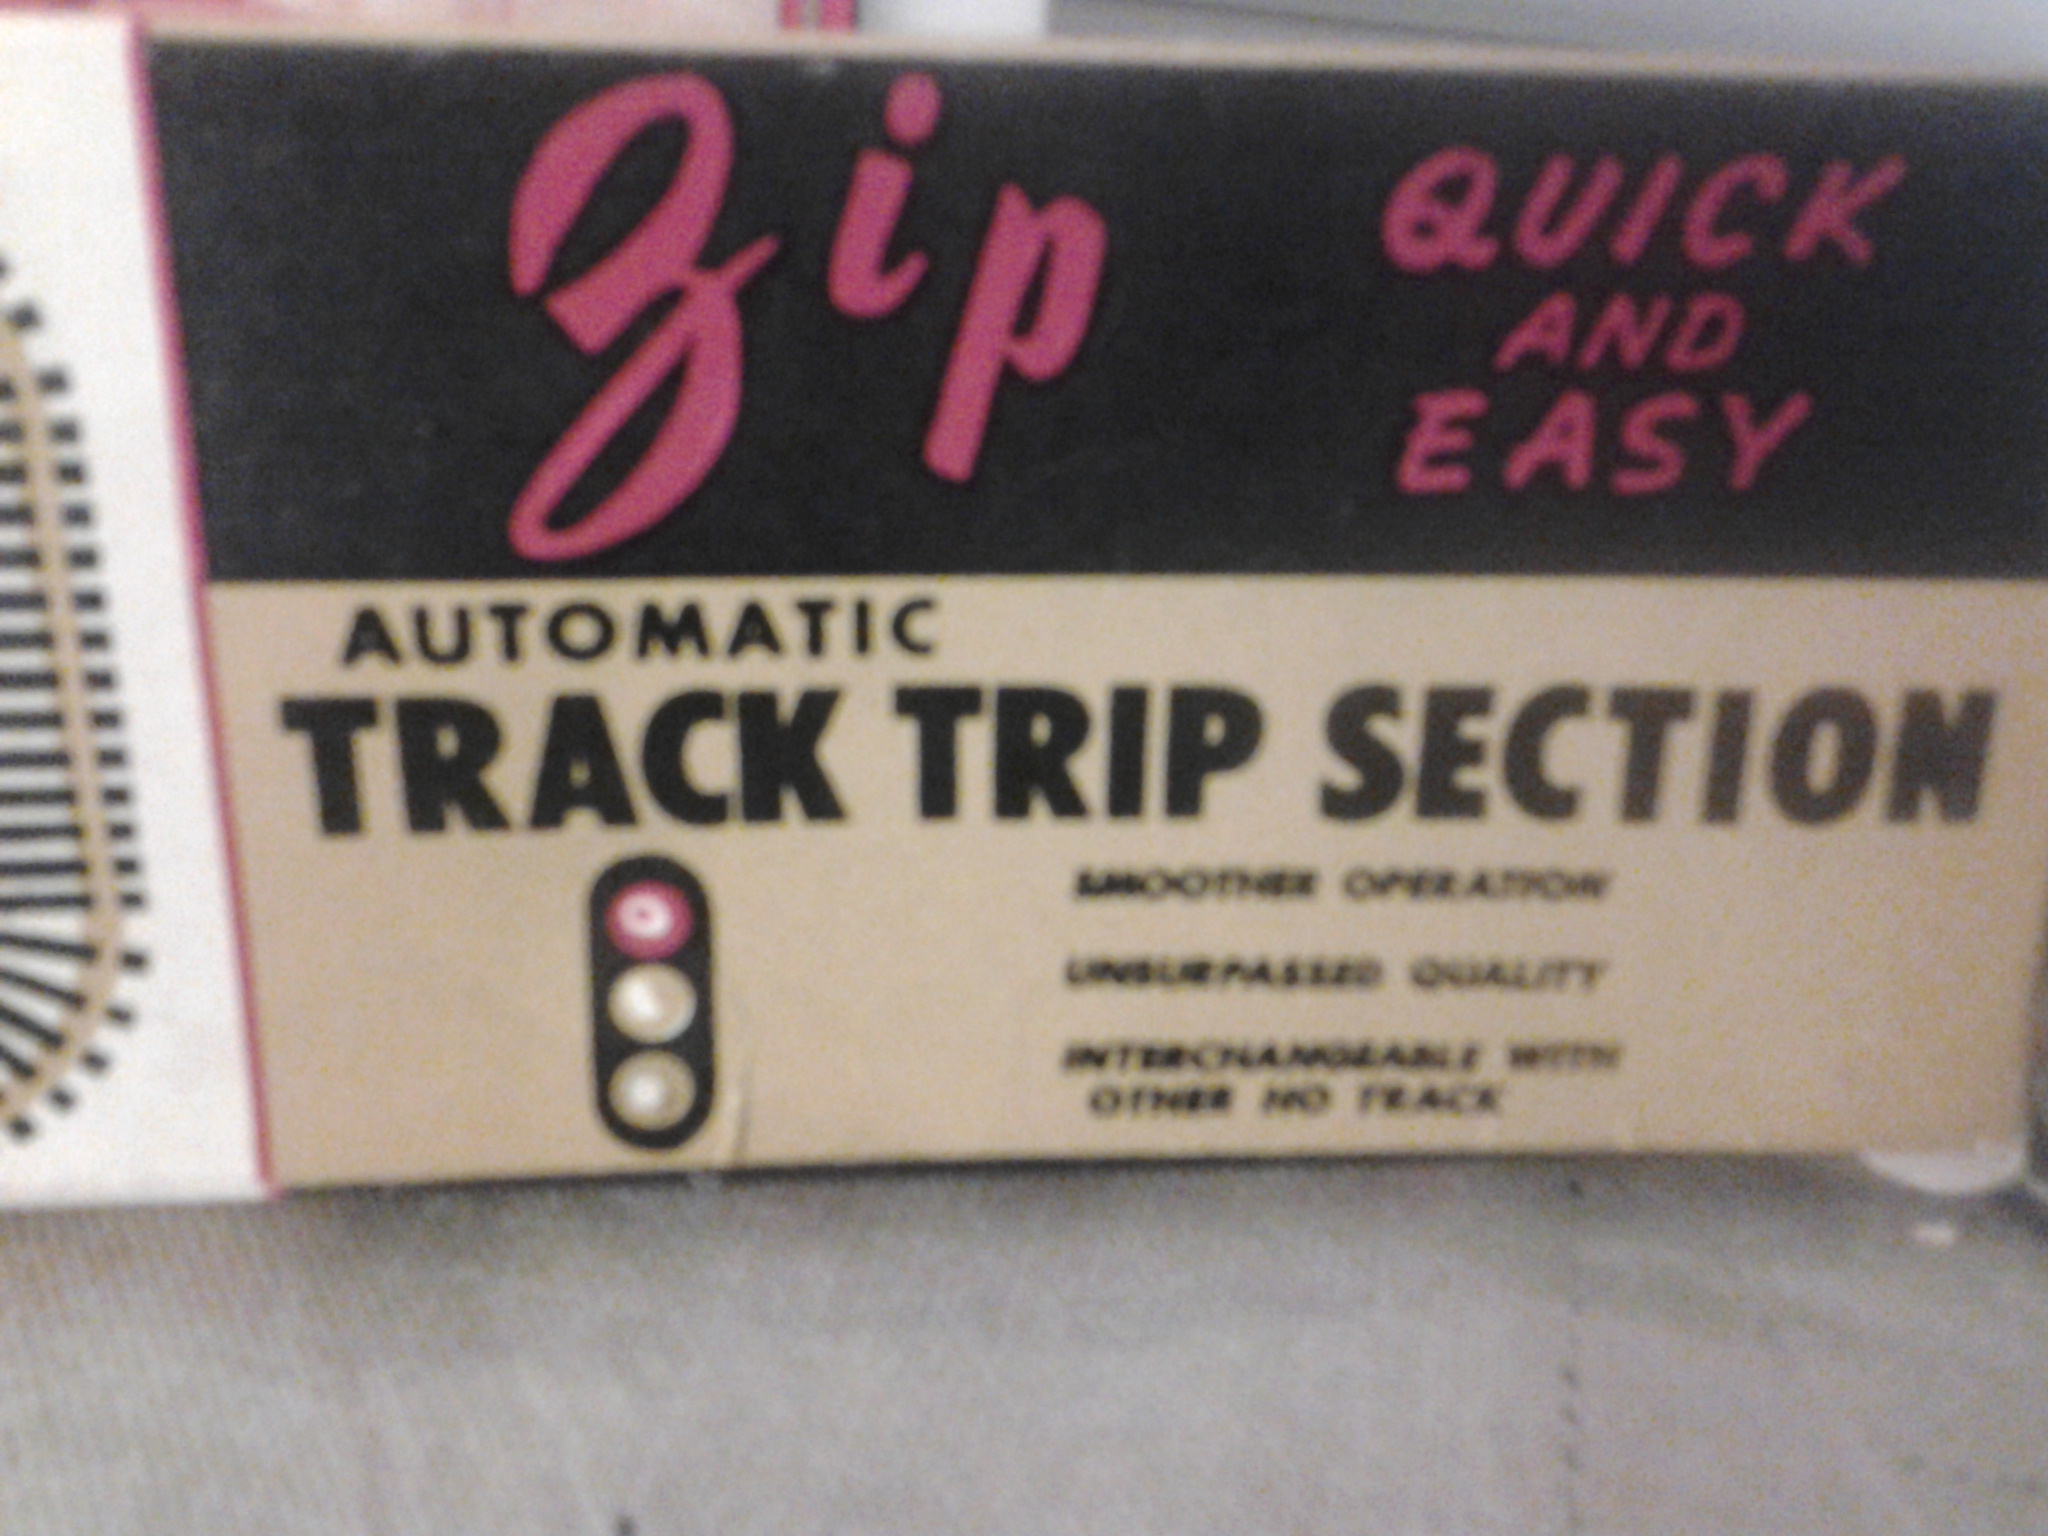 Zip
QUICK
AND
EASY
AUTOMATIC
TRACK TRIP SECTION
SMOOTHER OPERATION
UNSURPASSED QUALITY
INTERCHANGEABLE WITH
OTHER HO TRACK